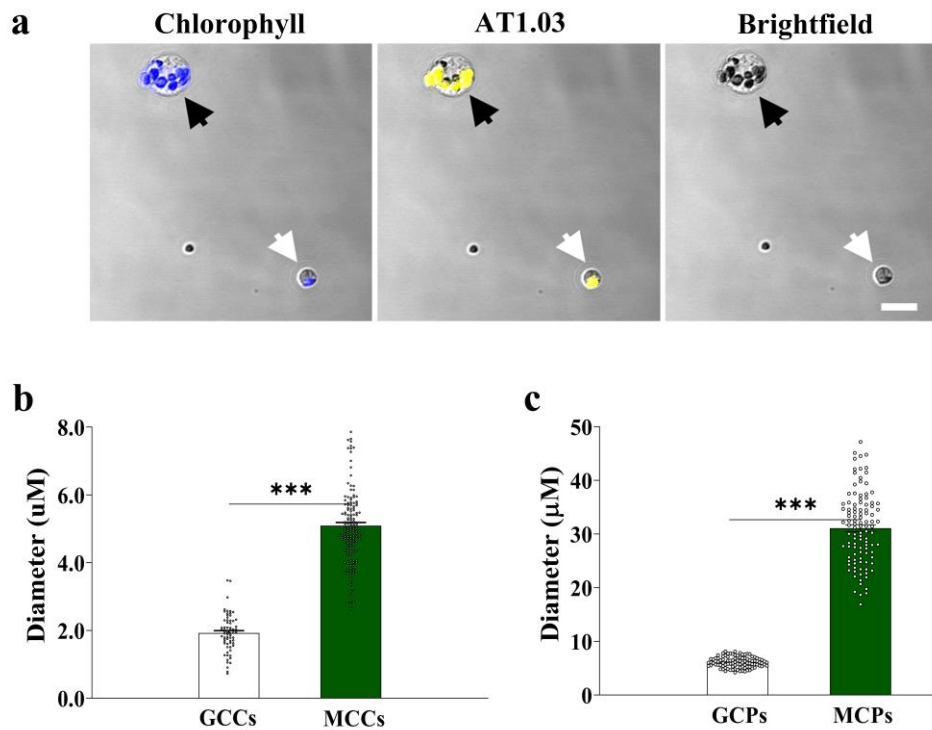 a
Chlorophyll AT1.03 Brightfield
b
8.0
6.0
4.0
2.0
0.0
Diameter (uM)
***
GCCs MCCs
c
50
40
30
20
10
0
Diameter (μM)
***
GCPs MCPs